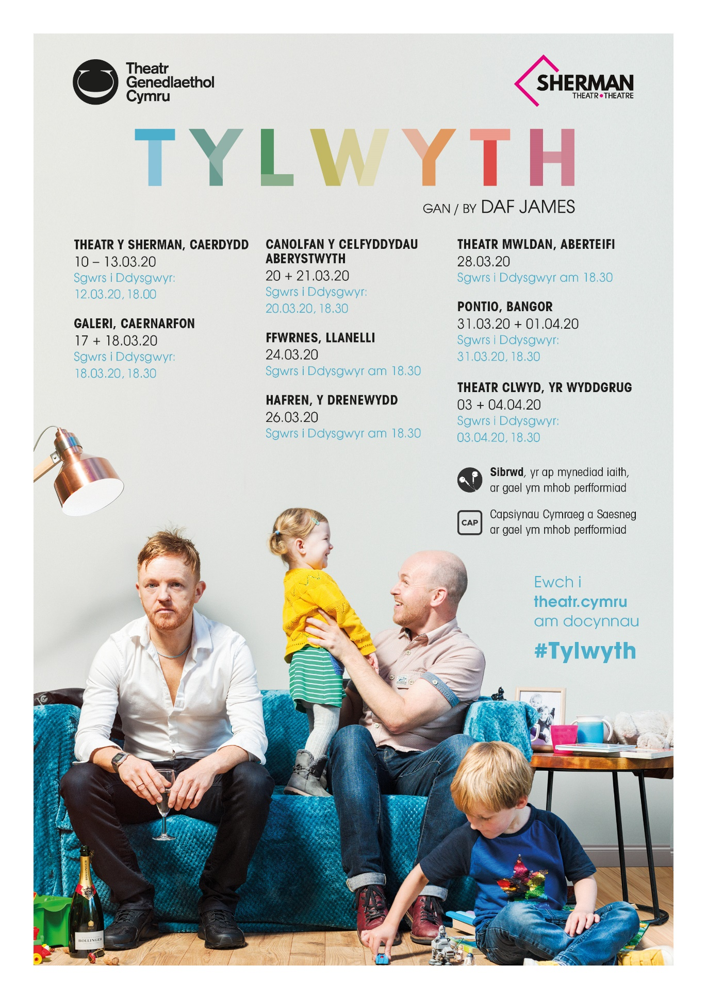 Theatr
Genedlaethol
Cymru
SHERMAN
THEATR•THEATRE
TYLWYTH
GAN / BY DAF JAMES
THEATR Y SHERMAN, CAERDYDD
10 – 13.03.20
Sgwrs i Ddysgwyr:
12.03.20, 18.00
GALERI, CAERNARFON
17 + 18.03.20
Sgwrs i Ddysgwyr:
18.03.20, 18.30
CANOLFAN Y CELFYDDYDAU
ABERYSTWYTH
20 + 21.03.20
Sgwrs i Ddysgwyr:
20.03.20, 18.30
FFWRNES, LLANELLI
24.03.20
Sgwrs i Ddysgwyr am 18.30
HAFREN, Y DRENEWYDD
26.03.20
Sgwrs i Ddysgwyr am 18.30
THEATR MWLDAN, ABERTEIFI
28.03.20
Sgwrs i Ddysgwyr am 18.30
PONTIO, BANGOR
31.03.20 + 01.04.20
Sgwrs i Ddysgwyr:
31.03.20, 18.30
THEATR CLWYD, YR WYDDGRUG
03 + 04.04.20
Sgwrs i Ddysgwyr:
03.04.20, 18.30
Sibrwd, yr ap mynediad iaith,
ar gael ym mhob perfformiad
CAP
Capsiynau Cymraeg a Saesneg
ar gael ym mhob perfformiad
Ewch i
theatr.cymru
am docynnau
#Tylwyth
BOLLINGER
BOLLINGER